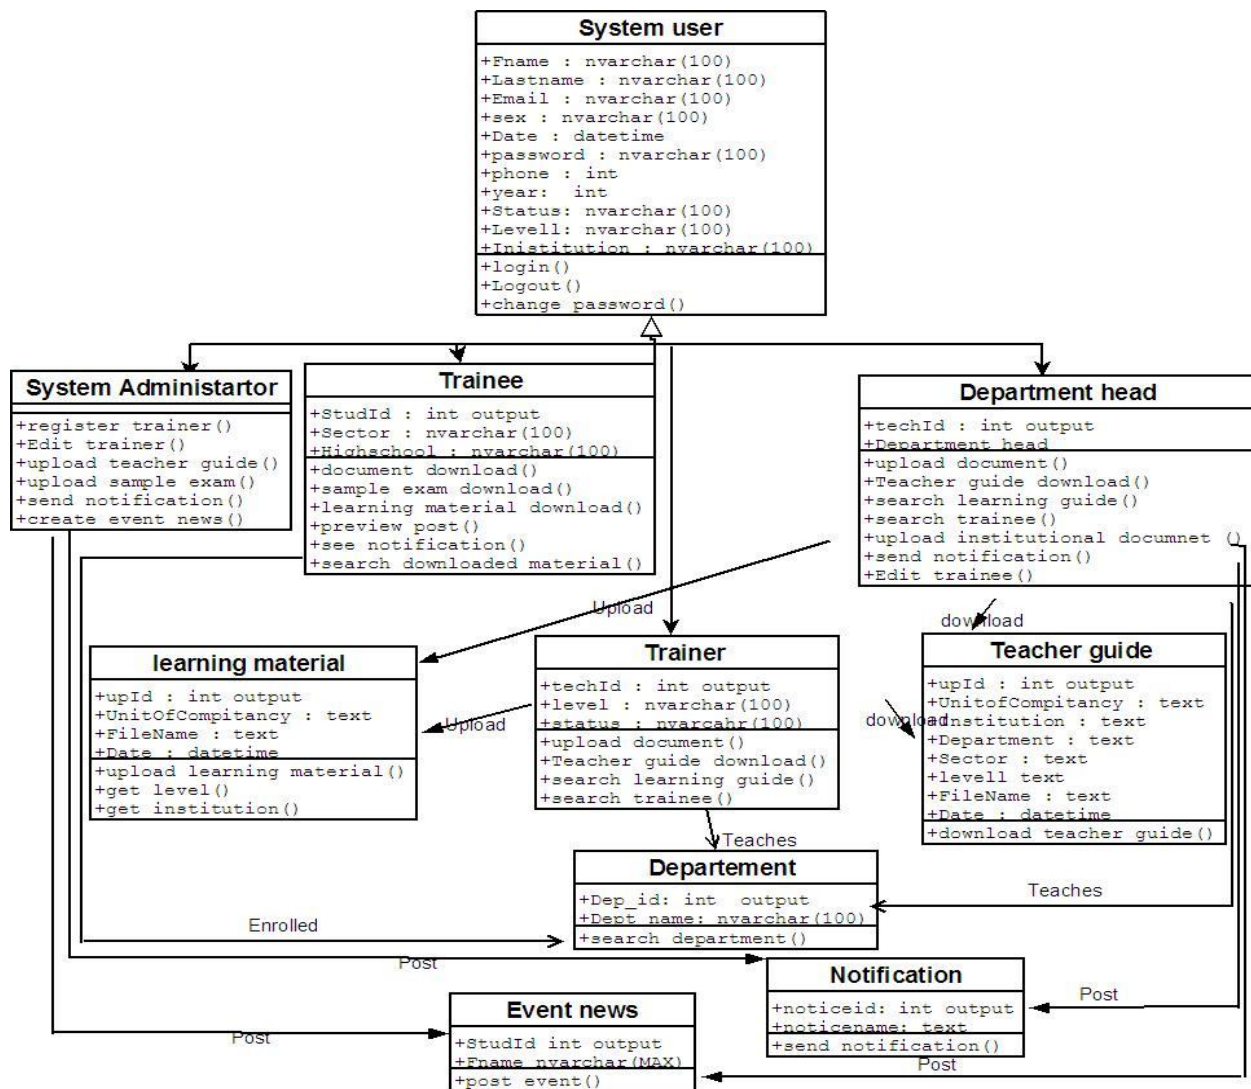 System user
+Fname : nvarchar(100)
+Lastname : nvarchar(100)
+Email : nvarchar(100)
+sex : nvarchar(100)
+Date : datetime
+password : nvarchar(100)
+phone : int
+year: int
+Status: nvarchar(100)
+Levell: nvarchar(100)
+Inistitution : nvarchar(100)
+login()
+Logout()
+change password()
System Administartor
+register trainer()
+Edit trainer()
+upload teacher guide()
+upload sample exam()
+send notification()
+create event news()
Trainee
+StudId : int output
+Sector : nvarchar(100)
+Highschool : nvarchar(100)
+document download()
+sample exam download()
+learning material download()
+preview post()
+see notification()
+search downloaded material()
Department head
+techId : int output
+Department head
+upload document()
+Teacher guide download()
+search learning guide()
+search trainee()
+upload institutional documnet ()
+send notification()
+Edit trainee()
Upload
download
learning material
+upId : int output
+UnitOfCompitancy : text
+FileName : text
+Date : datetime
+upload learning material()
+get level()
+get institution()
Upload
Trainer
+techId : int output
+level : nvarchar(100)
+status : nvarcahr(100)
+upload document()
+Teacher guide download()
+search learning guide()
+search trainee()
download
Teacher guide
+upId : int output
+UnitofCompitancy : text
+Institution : text
+Department : text
+Sector : text
+levell text
+FileName : text
+Date : datetime
+download teacher guide()
Teaches
Departement
+Dep_id: int output
+Dept_name: nvarchar(100)
+search department()
Teaches
Enrolled
Post
Notification
+noticeid: int output
+noticename: text
+send notification()
Post
Event news
+StudId int output
+Fname nvarchar(MAX)
+post event()
Post
Post